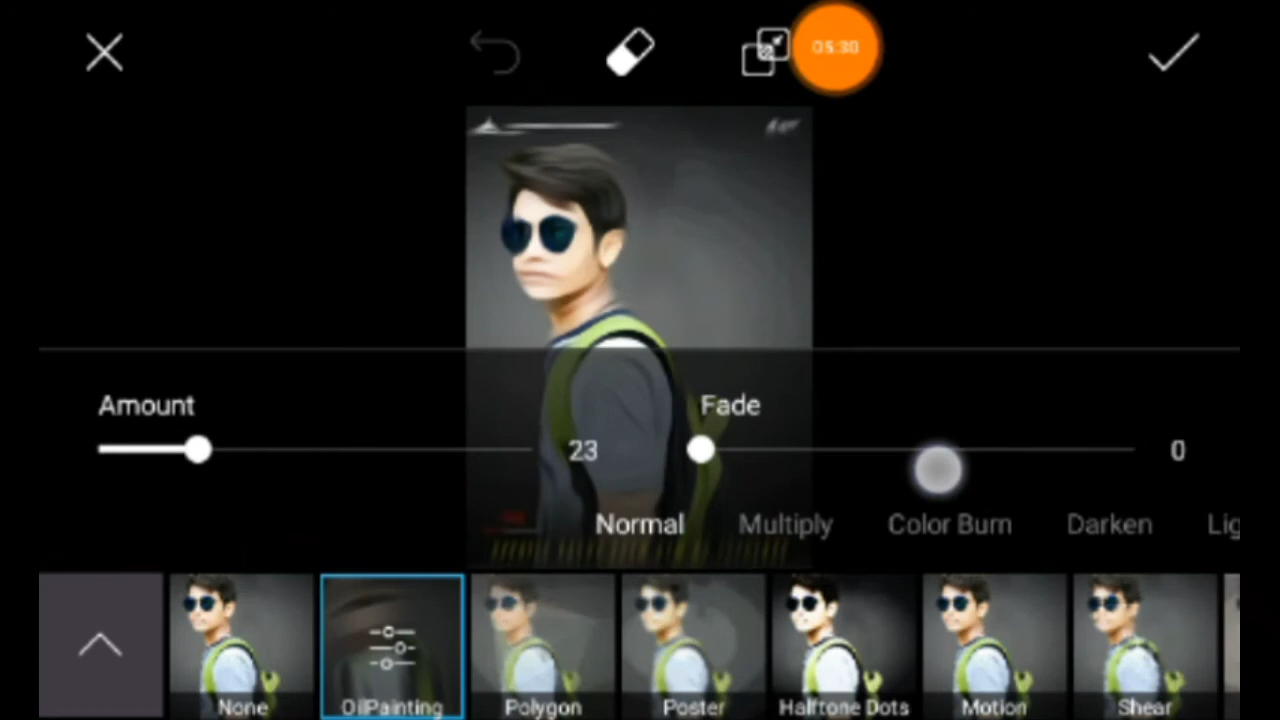 05:30
Amount
Fade
23
0
Normal Multiply Color Burn Darken Lig
None OilPainting Polygon Poster Halftone Dots Motion Shear